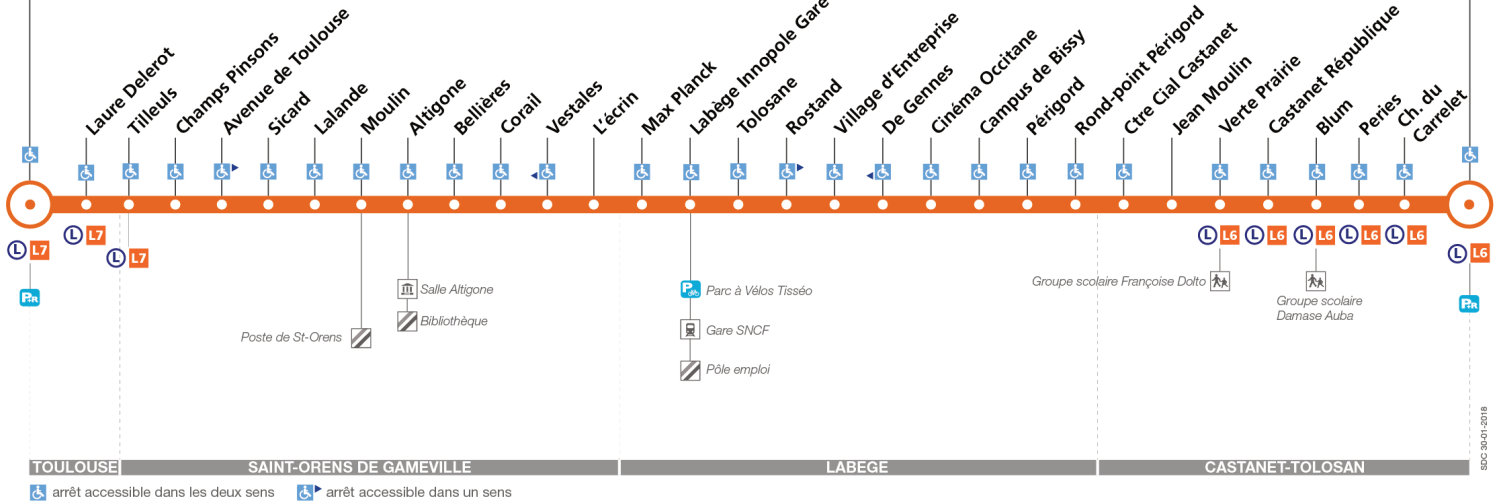 Laure Delerot
Tilleuls
Champs Pinsons
Avenue de Toulouse
Sicard
Lalande
Moulin
Altigone
Bellières
Corail
Vestales
L'écrin
Max Planck
Labège Innopole Gare
Tolosane
Rostand
Village d'Entreprise
De Gennes
Cinéma Occitane
Campus de Bissy
Périgord
Rond-point Périgord
Ctre Cial Castanet
Jean Moulin
Verte Prairie
Castanet République
Blum
Peries
Ch. du
Carrelet
L L7
L L7
L L7
L L6
L L6
L L6
L L6
L L6
L L6
P+R
Salle Altigone
Bibliothèque
Poste de St-Orens
P Parc à Vélos Tisséo
Gare SNCF
Pôle emploi
Groupe scolaire Françoise Dolto
Groupe scolaire
Damase Auba
P+R
SDC 30-01-2018
TOULOUSE
SAINT-ORENS DE GAMEVILLE
LABEGE
CASTANET-TOLOSAN
arrêt accessible dans les deux sens
arrêt accessible dans un sens